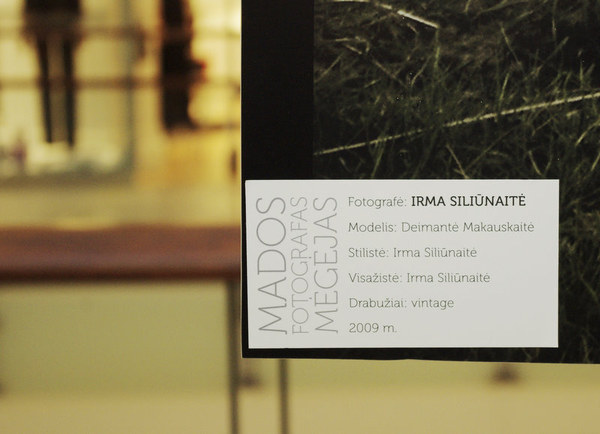 MADOS
FOTOGRAFAS
MĖGĖJAS
Fotografė: IRMA SILIŪNAITĖ
Modelis: Deimantė Makauskaitė
Stilistė: Irma Siliūnaitė
Visažistė: Irma Siliūnaitė
Drabužiai: vintage
2009 m.